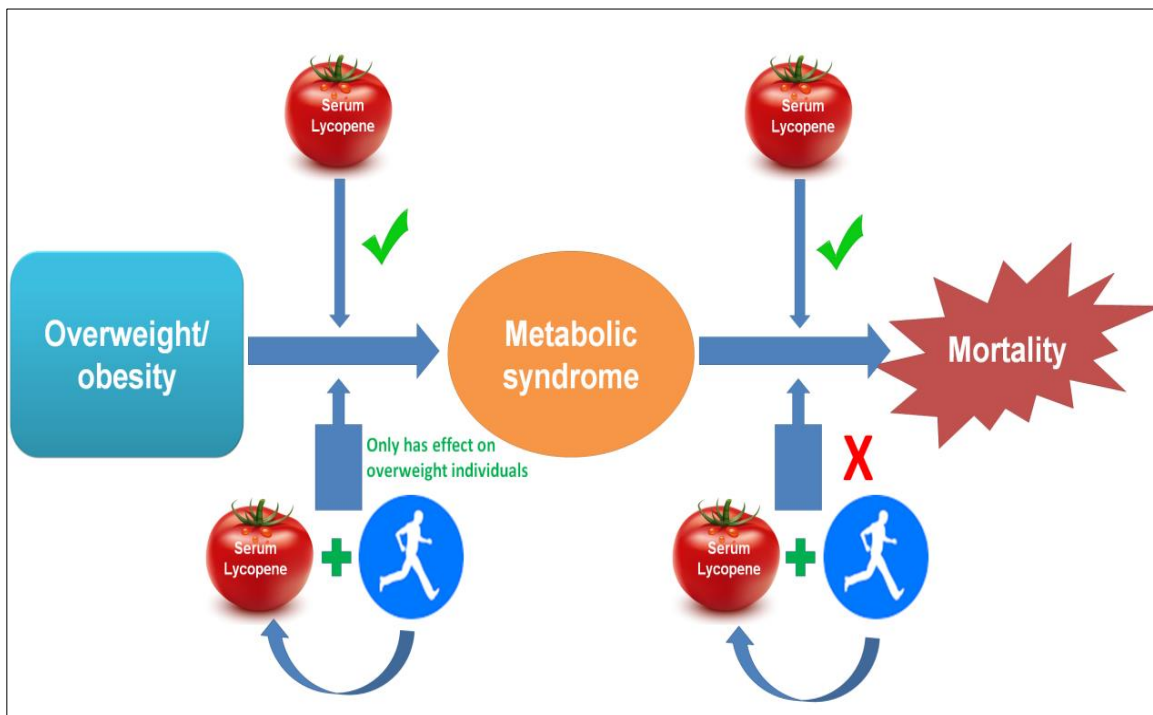 Serum
Lycopene
Serum
Lycopene
Overweight/
obesity
Metabolic
syndrome
Mortality
Only has effect on
overweight individuals
X
Serum
Lycopene
+
Serum
Lycopene
+